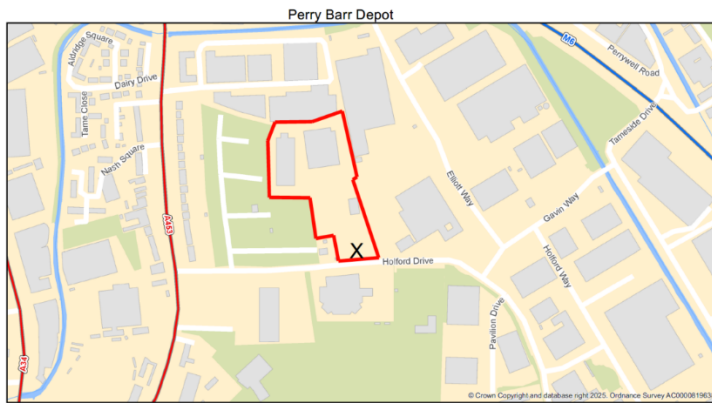 Perry Barr Depot
Aldridge Square
M6
Perrywell Road
Dairy Drive
Tame Close
Tameside Drive
Nash Square
Elliott Way
Gavin Way
A453
X
Holford Drive
Holford Way
Pavilion Drive
A34
© Crown Copyright and database right 2025. Ordnance Survey AC0000819638